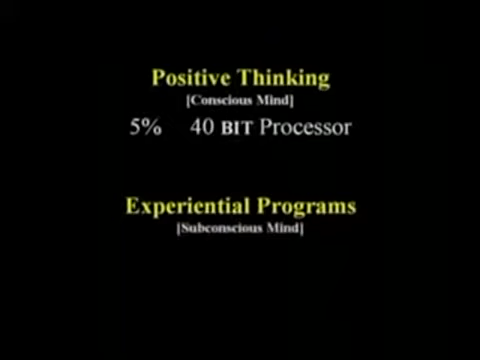 Positive Thinking
[Conscious Mind]
5% 40 BIT Processor
Experiential Programs
[Subconscious Mind]